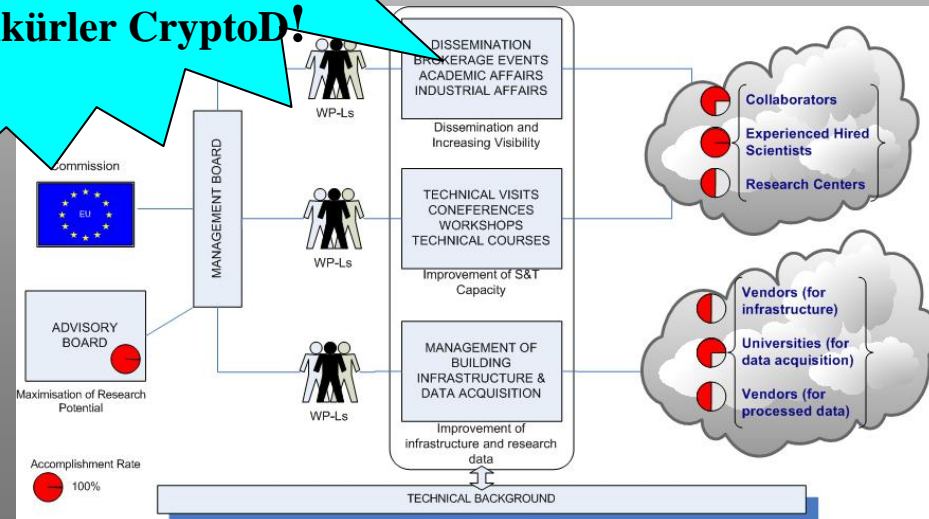 kürler CryptoD!
DISSEMINATION
BROKERAGE EVENTS
ACADEMIC AFFAIRS
INDUSTRIAL AFFAIRS
WP-Ls
Dissemination and
Increasing Visibility
Collaborators
Experienced Hired
Scientists
Research Centers
Commission
EU
MANAGEMENT BOARD
WP-Ls
TECHNICAL VISITS
CONEFERENCES
WORKSHOPS
TECHNICAL COURSES
Improvement of S&T
Capacity
ADVISORY
BOARD
Maximisation of Research
Potential
WP-Ls
MANAGEMENT OF
BUILDING
INFRASTRUCTURE &
DATA ACQUISITION
Improvement of
infrastructure and research
data
Vendors (for
infrastructure)
Universities (for
data acquisition)
Vendors (for
processed data)
Accomplishment Rate
100%
TECHNICAL BACKGROUND